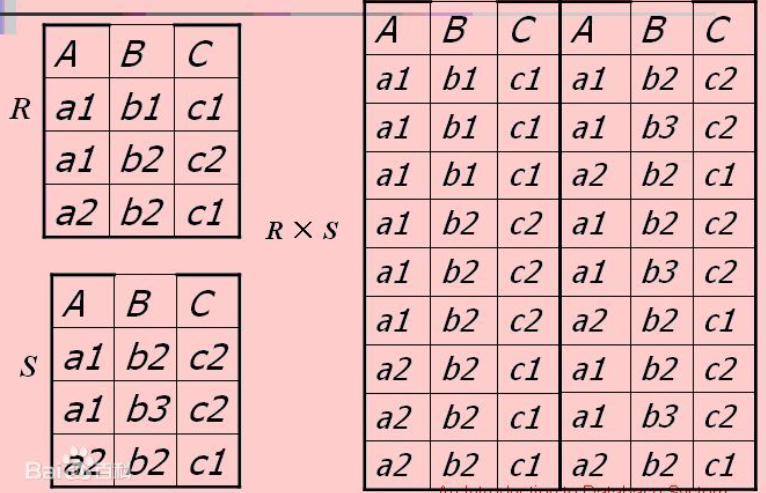 A B C
R a1 b1 c1
a1 b2 c2
a2 b2 c1
S A B C
a1 b2 c2
a1 b3 c2
a2 b2 c1
R × S
A B C A B C
a1 b1 c1 a1 b2 c2
a1 b1 c1 a1 b3 c2
a1 b1 c1 a2 b2 c1
a1 b2 c2 a1 b2 c2
a1 b2 c2 a1 b3 c2
a1 b2 c2 a2 b2 c1
a2 b2 c1 a1 b2 c2
a2 b2 c1 a1 b3 c2
a2 b2 c1 a2 b2 c1
Bai百科
An Introduction to Database System